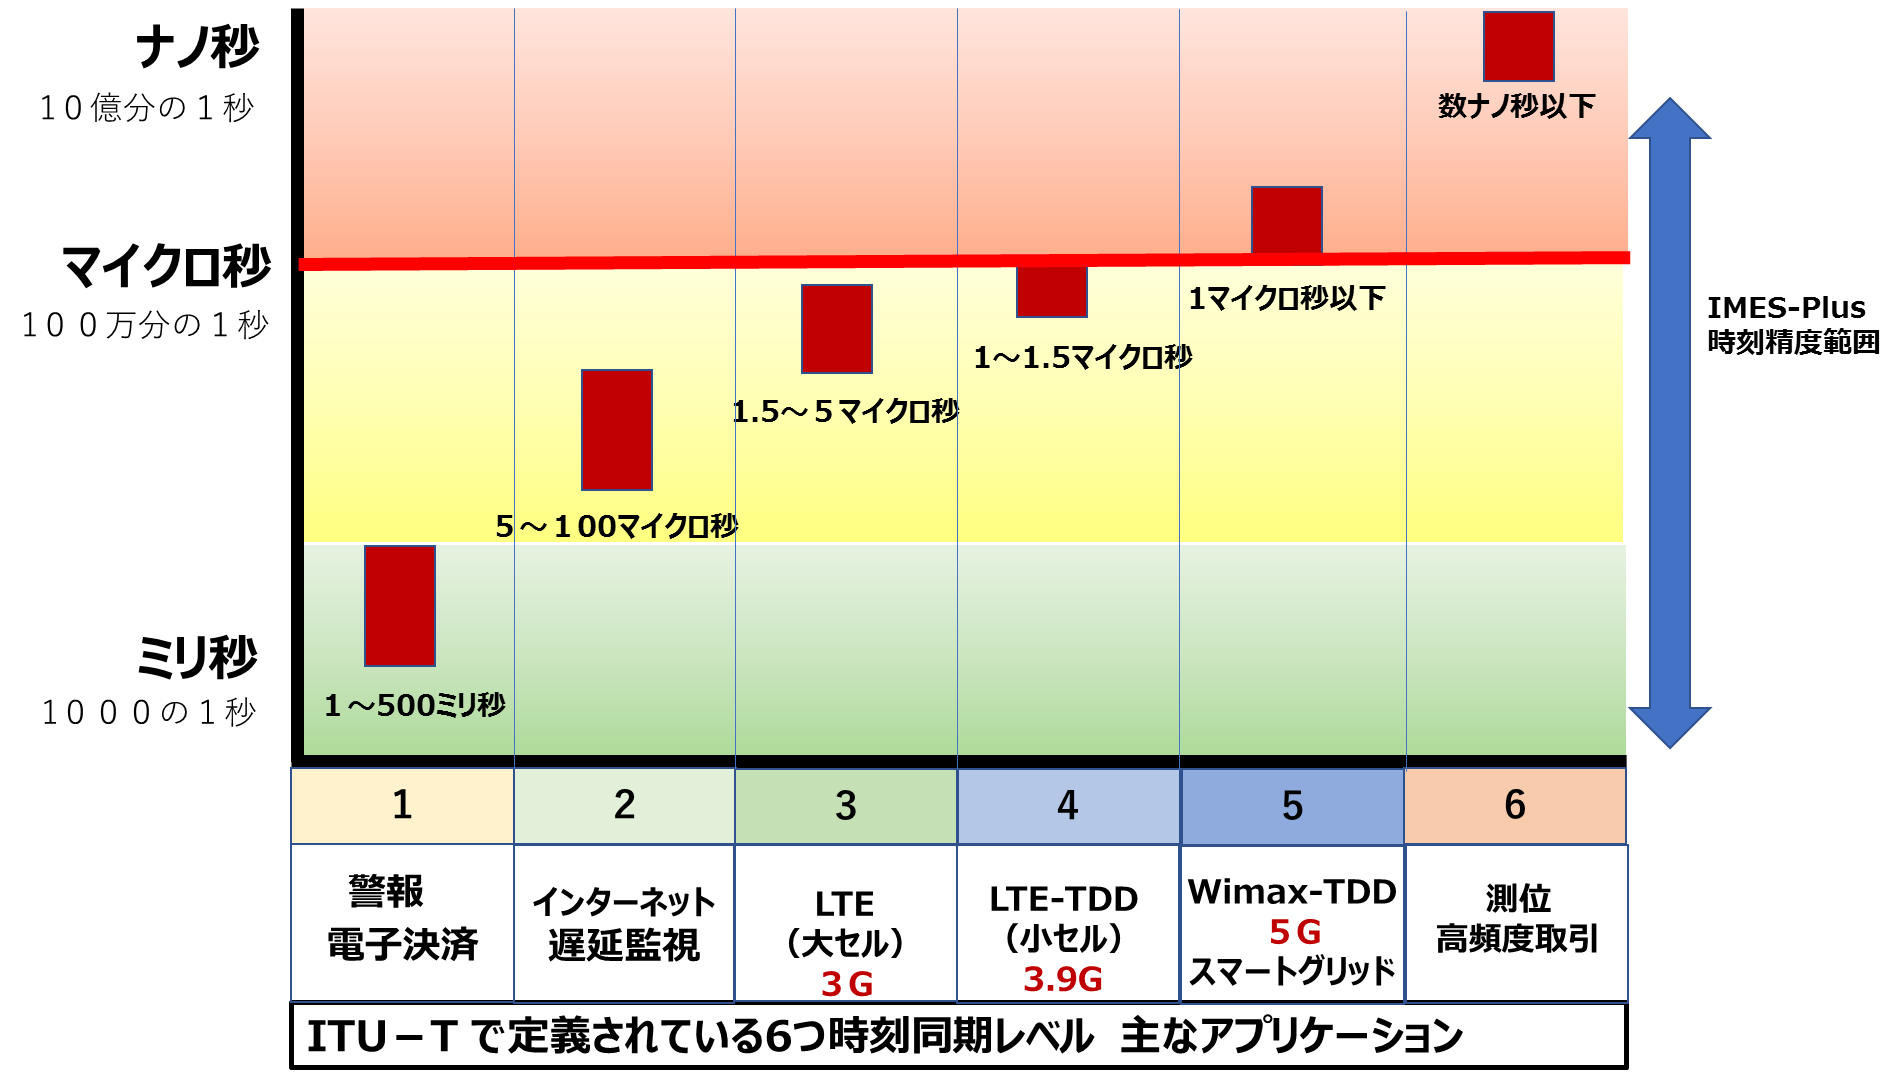 ナノ秒
１０億分の１秒
マイクロ秒
１００万分の１秒
ミリ秒
１０００の１秒
数ナノ秒以下
1マイクロ秒以下
1～1.5マイクロ秒
1.5～５マイクロ秒
５～１00マイクロ秒
１～500ミリ秒
IMES-Plus
時刻精度範囲
1
2
3
4
5
6
警報
電子決済
インターネット
遅延監視
LTE
（大セル）
３G
LTE-TDD
（小セル）
3.9G
Wimax-TDD
５G
スマートグリッド
測位
高頻度取引
ITU－T で定義されている6つ時刻同期レベル　主なアプリケーション